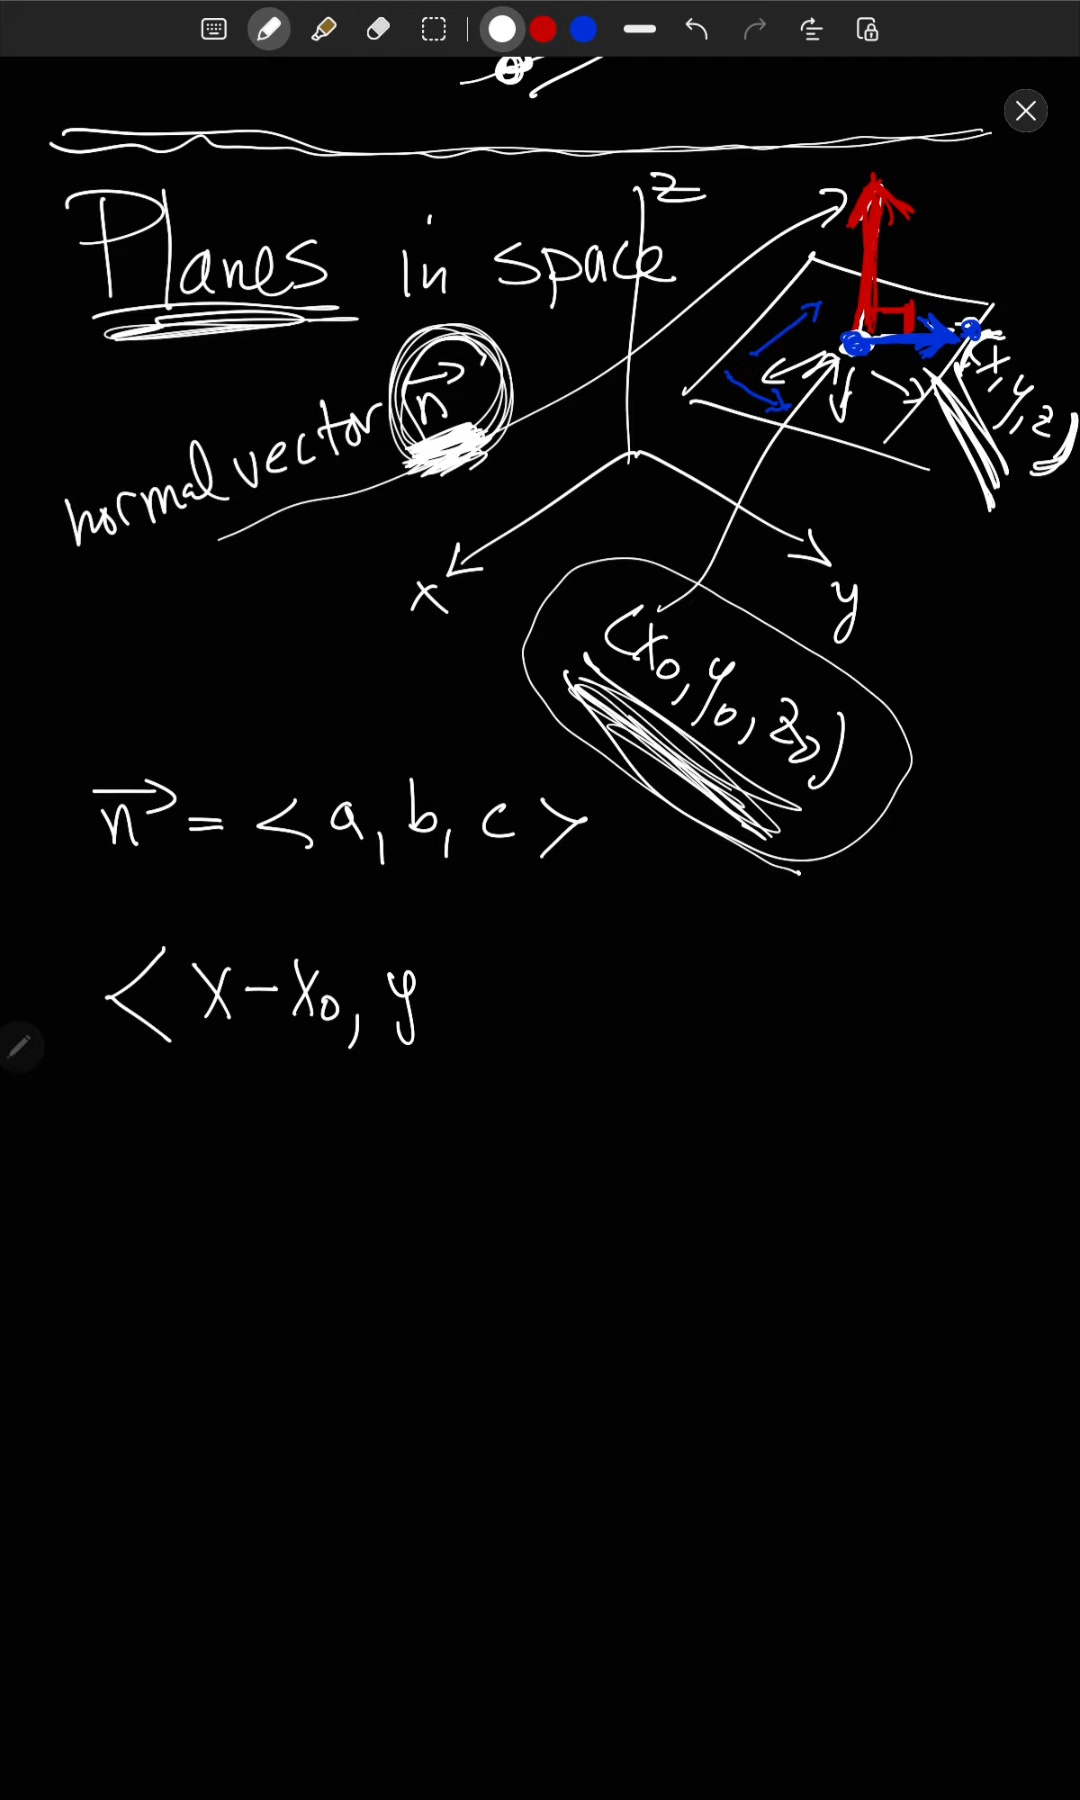 θ
Planes in space
z
normal vector n⃗
(x, y, z)
x
y
(x₀, y₀, z₀)
n⃗ = < a, b, c >
< x - x₀, y